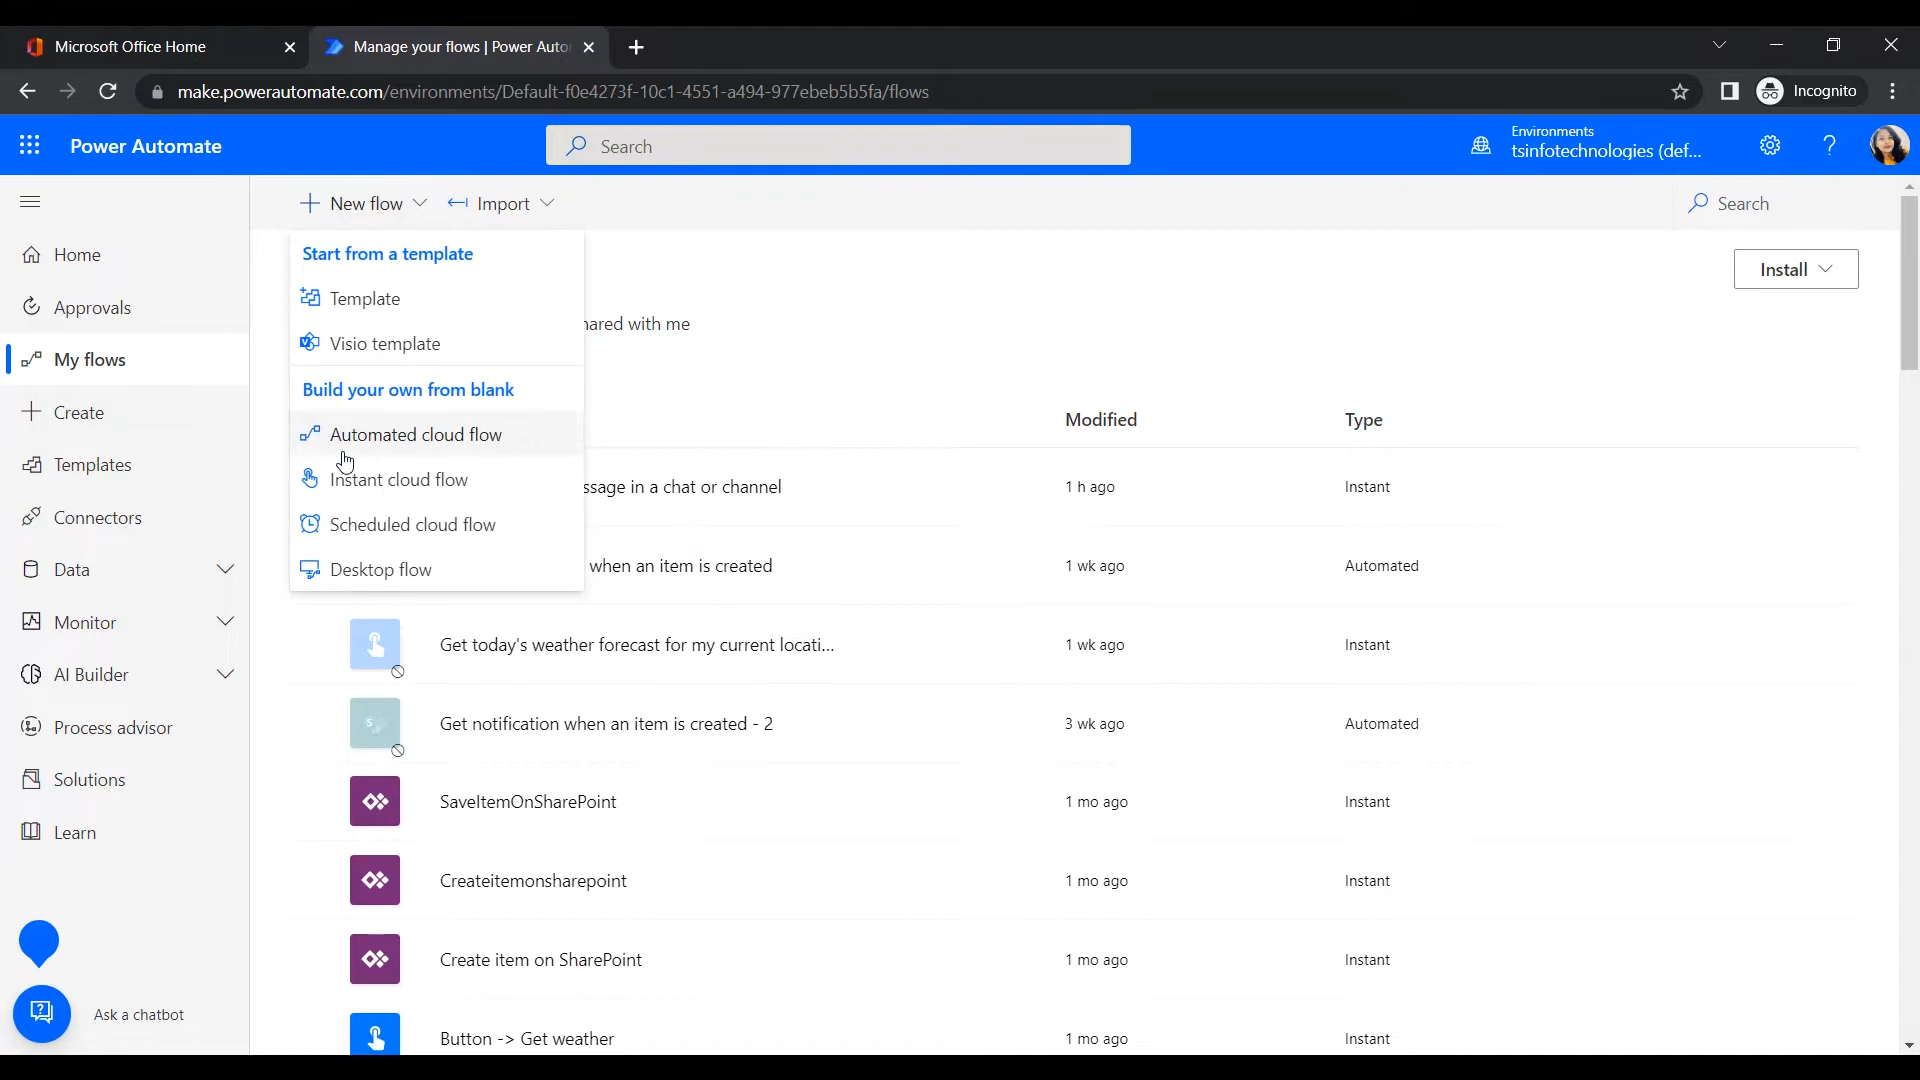 Microsoft Office Home
Manage your flows | Power Auto
make.powerautomate.com/environments/Default-f0e4273f-10c1-4551-a494-977ebeb5b5fa/flows
Incognito
Power Automate
Search
Environments
tsinfotechnologies (def...
?
New flow
Import
Search
Home
Approvals
My flows
Create
Templates
Connectors
Data
Monitor
AI Builder
Process advisor
Solutions
Learn
Ask a chatbot
Start from a template
Template
Visio template
Build your own from blank
Automated cloud flow
Instant cloud flow
Scheduled cloud flow
Desktop flow
Install
hared with me
Modified
Type
ssage in a chat or channel
1 h ago
Instant
when an item is created
1 wk ago
Automated
Get today's weather forecast for my current locati...
1 wk ago
Instant
Get notification when an item is created - 2
3 wk ago
Automated
SaveItemOnSharePoint
1 mo ago
Instant
Createitemonsharepoint
1 mo ago
Instant
Create item on SharePoint
1 mo ago
Instant
Button -> Get weather
1 mo ago
Instant